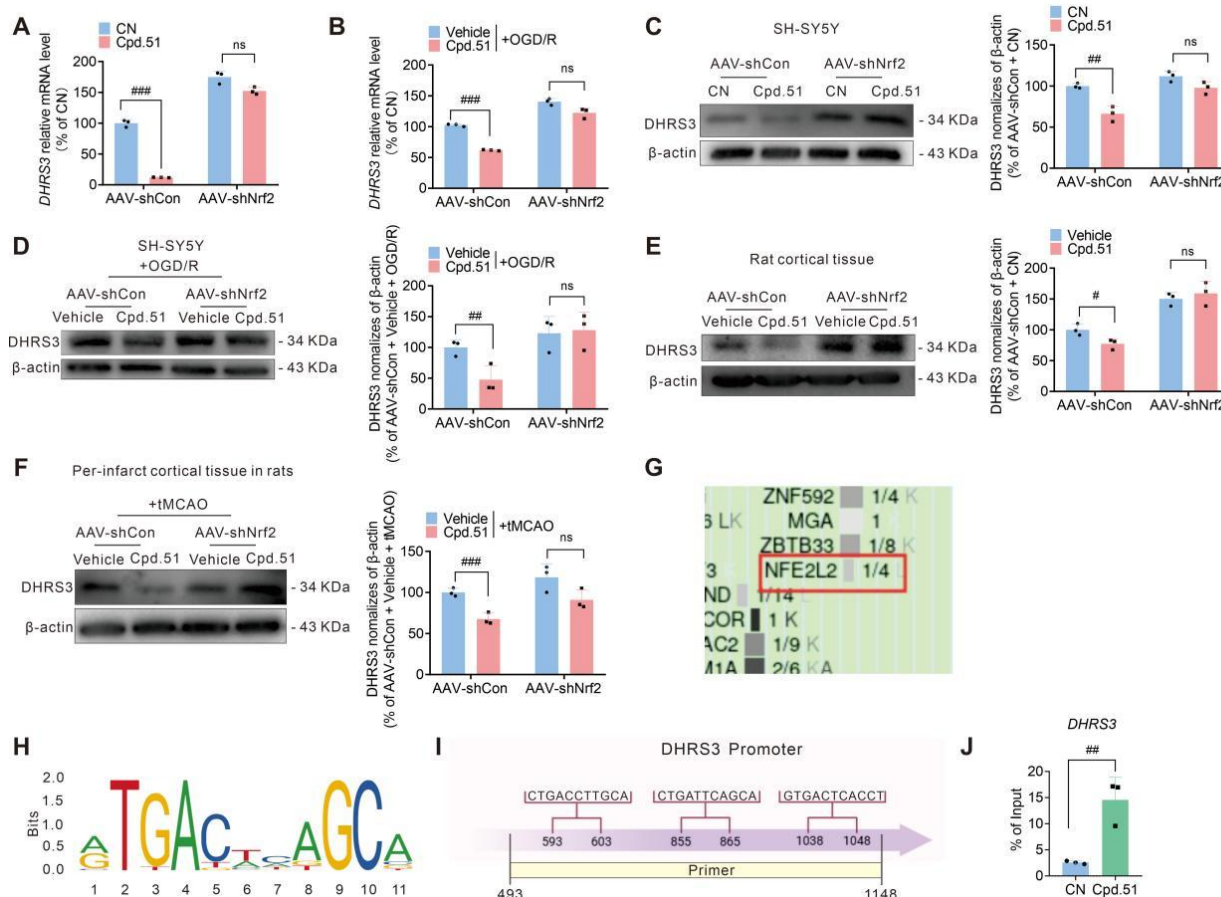 A
CN
Cpd.51
DHRS3 relative mRNA level
(% of CN)
200
150
100
50
0
###
ns
AAV-shCon
AAV-shNrf2
B
Vehicle
Cpd.51
+OGD/R
DHRS3 relative mRNA level
(% of CN)
200
150
100
50
0
###
ns
AAV-shCon
AAV-shNrf2
C
SH-SY5Y
AAV-shCon AAV-shNrf2
CN Cpd.51 CN Cpd.51
DHRS3 - 34 KDa
β-actin - 43 KDa
CN
Cpd.51
DHRS3 normalizes of β-actin
(% of AAV-shCon + CN)
200
150
100
50
0
##
ns
AAV-shCon
AAV-shNrf2
D
SH-SY5Y
+OGD/R
AAV-shCon AAV-shNrf2
Vehicle Cpd.51 Vehicle Cpd.51
DHRS3 - 34 KDa
β-actin - 43 KDa
Vehicle
Cpd.51
+OGD/R
DHRS3 nomalizes of β-actin
(% of AAV-shCon + Vehicle + OGD/R)
200
150
100
50
0
##
ns
AAV-shCon
AAV-shNrf2
E
Rat cortical tissue
AAV-shCon AAV-shNrf2
Vehicle Cpd.51 Vehicle Cpd.51
DHRS3 - 34 KDa
β-actin - 43 KDa
Vehicle
Cpd.51
DHRS3 nomalizes of β-actin
(% of AAV-shCon + CN)
200
150
100
50
0
#
ns
AAV-shCon
AAV-shNrf2
F
Per-infarct cortical tissue in rats
+tMCAO
AAV-shCon AAV-shNrf2
Vehicle Cpd.51 Vehicle Cpd.51
DHRS3 - 34 KDa
β-actin - 43 KDa
Vehicle
Cpd.51
+tMCAO
DHRS3 nomalizes of β-actin
(% of AAV-shCon + Vehicle + tMCAO)
150
100
50
0
###
ns
AAV-shCon
AAV-shNrf2
G
ZNF592 1/4 K
6 LK MGA 1
ZBTB33 1/8 K
NFE2L2 1/4 L
ND 1/14
COR 1 K
AC2 1/9 K
M1A 2/6 KA
H
Bits
2.0
1.5
1.0
0.5
0.0
TGAC AGCA
1 2 3 4 5 6 7 8 9 10 11
I
DHRS3 Promoter
CTGACCTTGCA CTGATTCAGCA GTGACTCACCT
593 603 855 865 1038 1048
Primer
493 1148
J
DHRS3
% of Input
20
15
10
5
0
##
CN Cpd.51